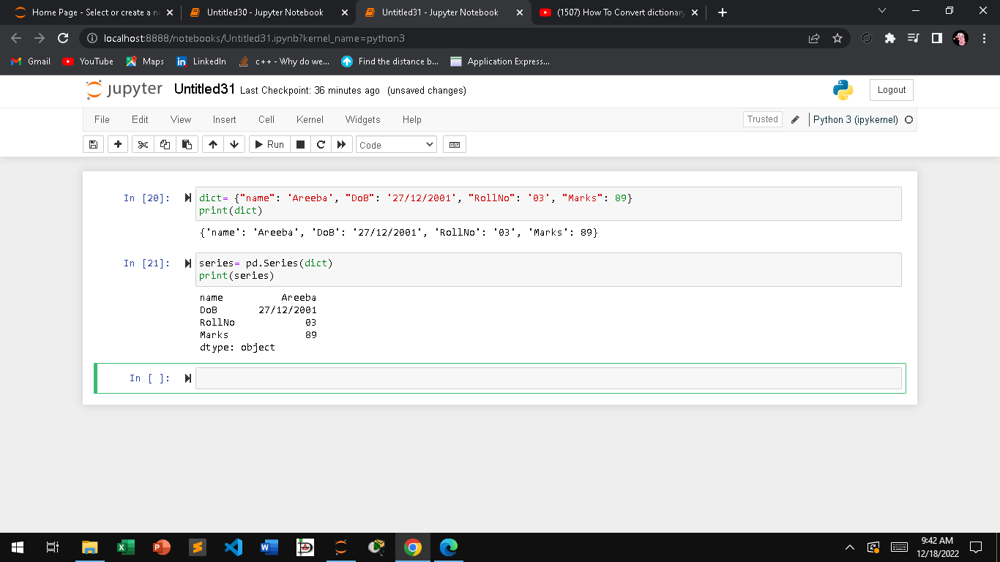 Home Page - Select or create a n
Untitled30 - Jupyter Notebook
Untitled31 - Jupyter Notebook
(1507) How To Convert dictionary
localhost:8888/notebooks/Untitled31.ipynb?kernel_name=python3
Gmail YouTube Maps LinkedIn c++ - Why do we... Find the distance b... Application Express...
jupyter Untitled31 Last Checkpoint: 39 minutes ago (unsaved changes) Logout
File Edit View Insert Cell Kernel Widgets Help Trusted Python 3 (ipykernel)
Run Code
In [20]: dict= {"name": 'Areeba', "DoB": '27/12/2001', "RollNo": '03', "Marks": 89}
print(dict)
{'name': 'Areeba', 'DoB': '27/12/2001', 'RollNo': '03', 'Marks': 89}
In [21]: series= pd.Series(dict)
print(series)
name Areeba
DoB 27/12/2001
RollNo 03
Marks 89
dtype: object
In [ ]:
9:42 AM
12/18/2022